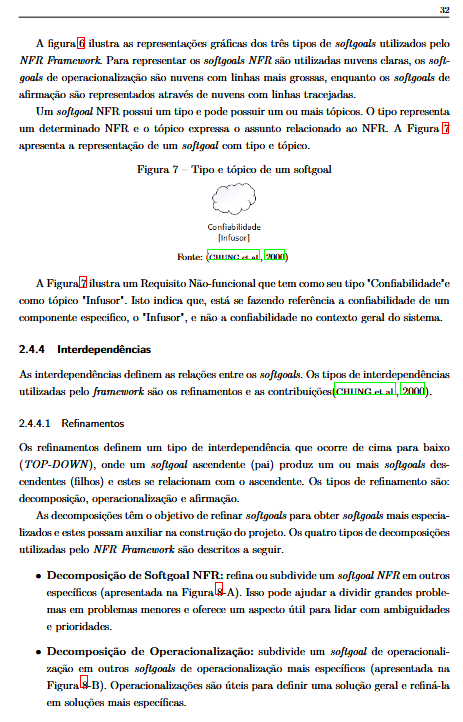 32
A figura 6 ilustra as representações gráficas dos três tipos de softgoals utilizados pelo
NFR Framework. Para representar os softgoals NFR são utilizadas nuvens claras, os soft-
goals de operacionalização são nuvens com linhas mais grossas, enquanto os softgoals de
afirmação são representados através de nuvens com linhas tracejadas.
Um softgoal NFR possui um tipo e pode possuir um ou mais tópicos. O tipo representa
um determinado NFR e o tópico expressa o assunto relacionado ao NFR. A Figura 7
apresenta a representação de um softgoal com tipo e tópico.
Figura 7 – Tipo e tópico de um softgoal
Confiabilidade
[Infusor]
Fonte: (CHUNG et al., 2000)
A Figura 7 ilustra um Requisito Não-funcional que tem como seu tipo "Confiabilidade"e
como tópico "Infusor". Isto indica que, está se fazendo referência a confiabilidade de um
componente especifico, o "Infusor", e não a confiabilidade no contexto geral do sistema.
2.4.4 Interdependências
As interdependências definem as relações entre os softgoals. Os tipos de interdependências
utilizadas pelo framework são os refinamentos e as contribuições(CHUNG et al., 2000).
2.4.4.1 Refinamentos
Os refinamentos definem um tipo de interdependência que ocorre de cima para baixo
(TOP-DOWN), onde um softgoal ascendente (pai) produz um ou mais softgoals des-
cendentes (filhos) e estes se relacionam com o ascendente. Os tipos de refinamento são:
decomposição, operacionalização e afirmação.
As decomposições têm o objetivo de refinar softgoals para obter softgoals mais especia-
lizados e estes possam auxiliar na construção do projeto. Os quatro tipos de decomposições
utilizadas pelo NFR Framework são descritos a seguir.
• Decomposição de Softgoal NFR: refina ou subdivide um softgoal NFR em outros
específicos (apresentada na Figura 8-A). Isso pode ajudar a dividir grandes proble-
mas em problemas menores e oferece um aspecto útil para lidar com ambiguidades
e prioridades.
• Decomposição de Operacionalização: subdivide um softgoal de operacionali-
zação em outros softgoals de operacionalização mais específicos (apresentada na
Figura 8-B). Operacionalizações são úteis para definir uma solução geral e refiná-la
em soluções mais específicas.